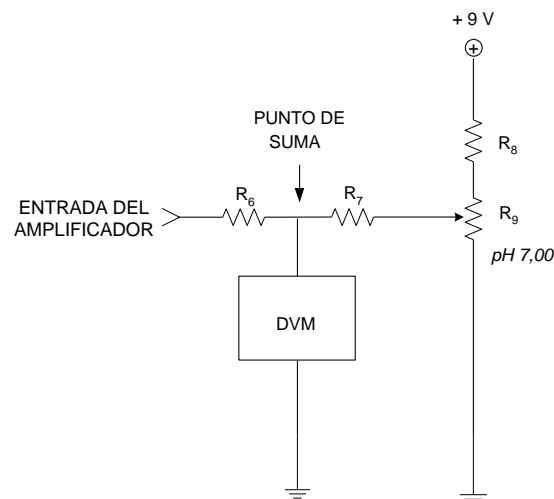 + 9 V
PUNTO DE
SUMA
R8
R6
R7
ENTRADA DEL
AMPLIFICADOR
R9
pH 7,00
DVM